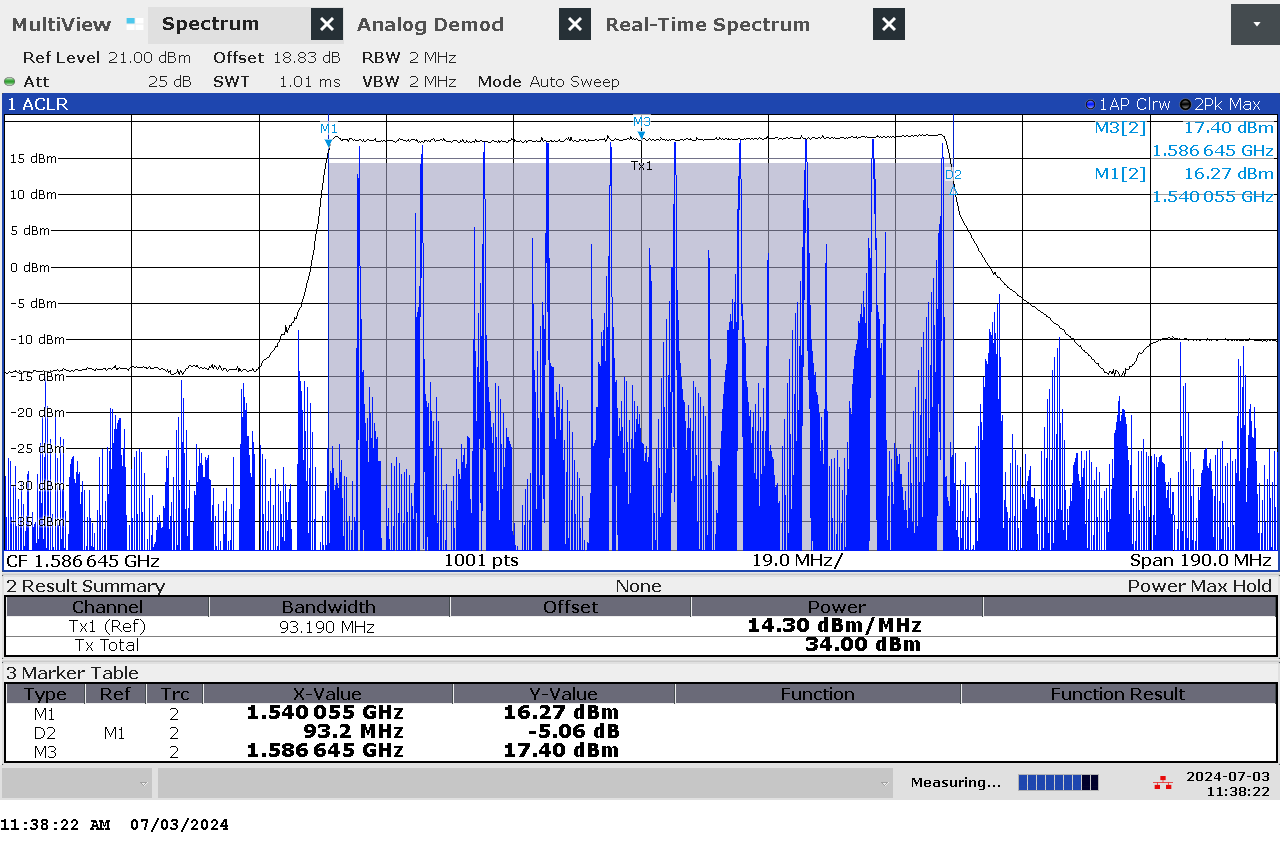 MultiView Spectrum Analog Demod Real-Time Spectrum
Ref Level 21.00 dBm Offset 18.83 dB RBW 2 MHz
Att 25 dB SWT 1.01 ms VBW 2 MHz Mode Auto Sweep
1 ACLR 1AP Clrw 2Pk Max
M1 M3 M3[2] 17.40 dBm
1.586 645 GHz
15 dBm Tx1 D2 M1[2] 16.27 dBm
10 dBm 1.540 055 GHz
5 dBm
0 dBm
-5 dBm
-10 dBm
-15 dBm
-20 dBm
-25 dBm
-30 dBm
-35 dBm
CF 1.586 645 GHz 1001 pts 19.0 MHz/ Span 190.0 MHz
2 Result Summary None Power Max Hold
Channel Bandwidth Offset Power
Tx1 (Ref) 93.190 MHz 14.30 dBm/MHz
Tx Total 34.00 dBm
3 Marker Table
Type Ref Trc X-Value Y-Value Function Function Result
M1 2 1.540 055 GHz 16.27 dBm
D2 M1 2 93.2 MHz -5.06 dB
M3 2 1.586 645 GHz 17.40 dBm
Measuring... 2024-07-03
11:38:22
11:38:22 AM 07/03/2024